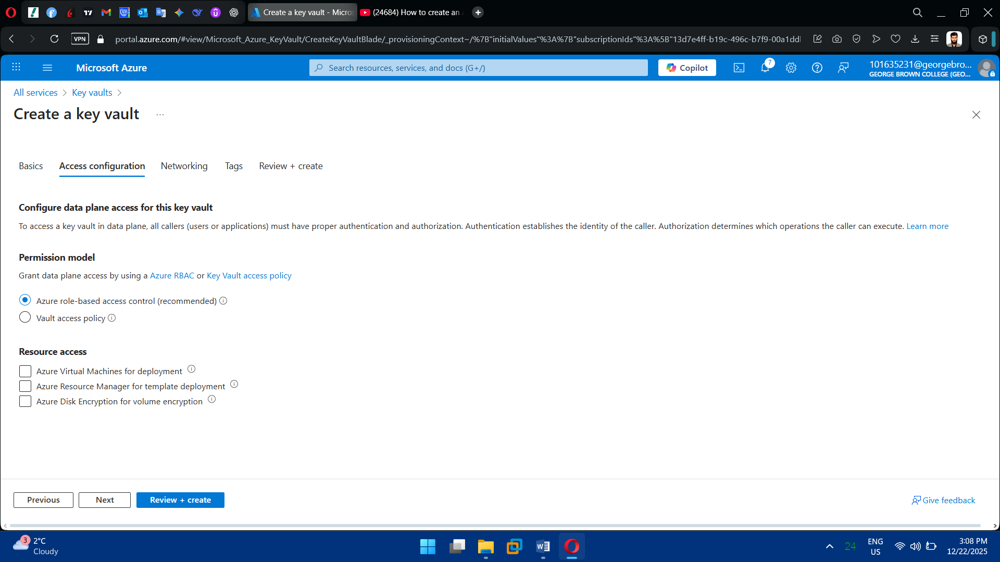 Create a key vault - Micros
(24684) How to create an
VPN
portal.azure.com/#view/Microsoft_Azure_KeyVault/CreateKeyVaultBlade/_provisioningContext~/%7B"initialValues"%3A%7B"subscriptionIds"%3A%5B"13d7e4ff-b19c-496c-b7f9-00a1dd
Microsoft Azure
Search resources, services, and docs (G+/)
Copilot
7
101635231@georgebro...
GEORGE BROWN COLLEGE (GEO...
All services > Key vaults >
Create a key vault ...
Basics Access configuration Networking Tags Review + create
Configure data plane access for this key vault
To access a key vault in data plane, all callers (users or applications) must have proper authentication and authorization. Authentication establishes the identity of the caller. Authorization determines which operations the caller can execute. Learn more
Permission model
Grant data plane access by using a Azure RBAC or Key Vault access policy
Azure role-based access control (recommended)
Vault access policy
Resource access
Azure Virtual Machines for deployment
Azure Resource Manager for template deployment
Azure Disk Encryption for volume encryption
Previous Next Review + create
Give feedback
3
2°C
Cloudy
24
ENG
US
3:08 PM
12/22/2025